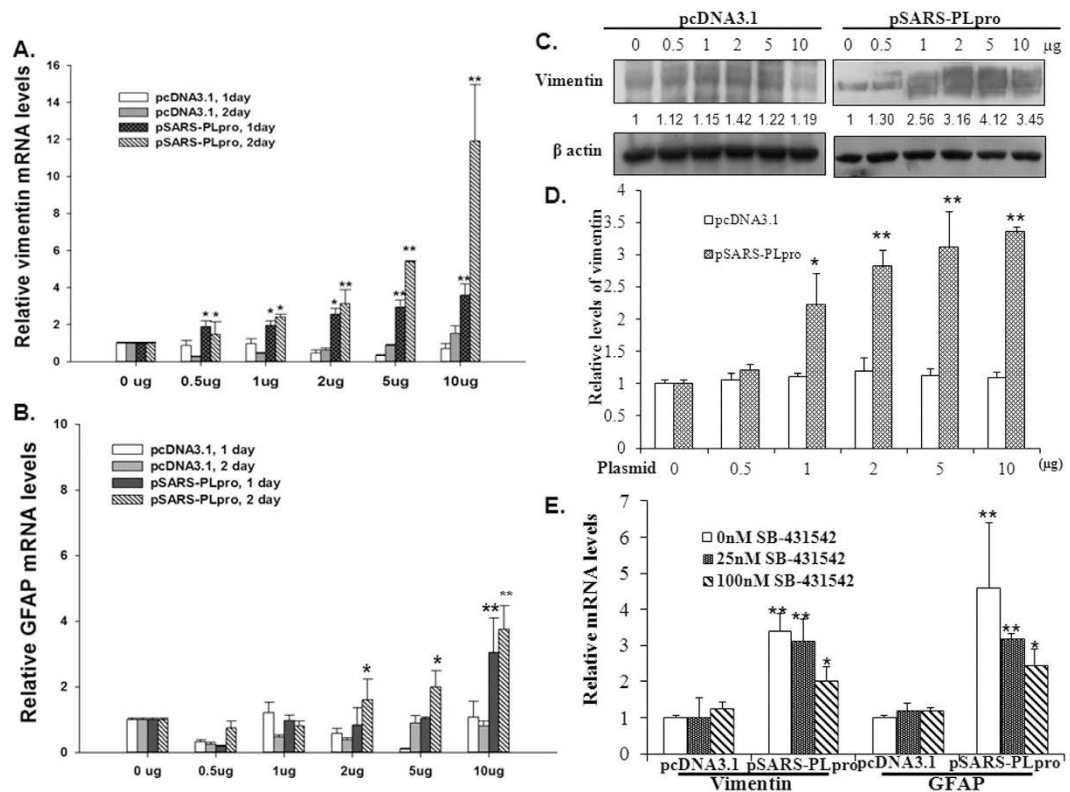 A.
Relative vimentin mRNA levels
16
14
12
10
8
6
4
2
0
pcDNA3.1, 1day
pcDNA3.1, 2day
pSARS-PLpro, 1day
pSARS-PLpro, 2day
* *
* *
* **
** **
** **
0 ug 0.5ug 1ug 2ug 5ug 10ug
B.
Relative GFAP mRNA levels
10
8
6
4
2
0
pcDNA3.1, 1 day
pcDNA3.1, 2 day
pSARS-PLpro, 1 day
pSARS-PLpro, 2 day
*
*
** **
0 ug 0.5ug 1ug 2ug 5ug 10ug
C.
pcDNA3.1 pSARS-PLpro
0 0.5 1 2 5 10 0 0.5 1 2 5 10 µg
Vimentin
1 1.12 1.15 1.42 1.22 1.19 1 1.30 2.56 3.16 4.12 3.45
β actin
D.
Relative levels of vimentin
4
3.5
3
2.5
2
1.5
1
0.5
0
pcDNA3.1
pSARS-PLpro
* ** ** **
Plasmid 0 0.5 1 2 5 10 (µg)
E.
Relative mRNA levels
7
6
5
4
3
2
1
0
0nM SB-431542
25nM SB-431542
100nM SB-431542
** ** *
** ** *
pcDNA3.1 pSARS-PLpro pcDNA3.1 pSARS-PLpro
Vimentin GFAP